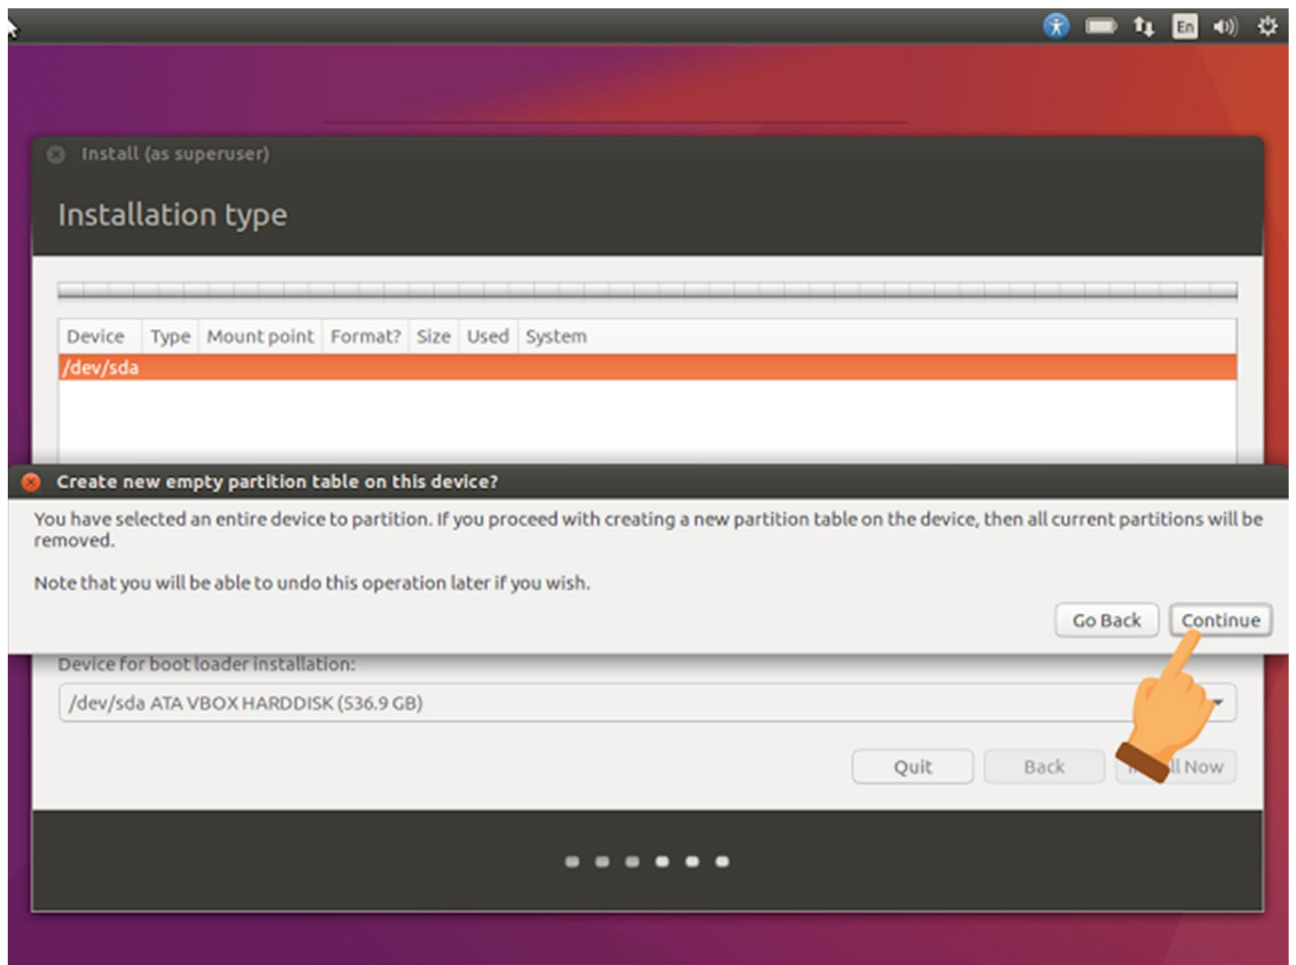 En
Install (as superuser)
Installation type
Device Type Mount point Format? Size Used System
/dev/sda
Create new empty partition table on this device?
You have selected an entire device to partition. If you proceed with creating a new partition table on the device, then all current partitions will be
removed.
Note that you will be able to undo this operation later if you wish.
Go Back Continue
Device for boot loader installation:
/dev/sda ATA VBOX HARDDISK (536.9 GB)
Quit Back Now